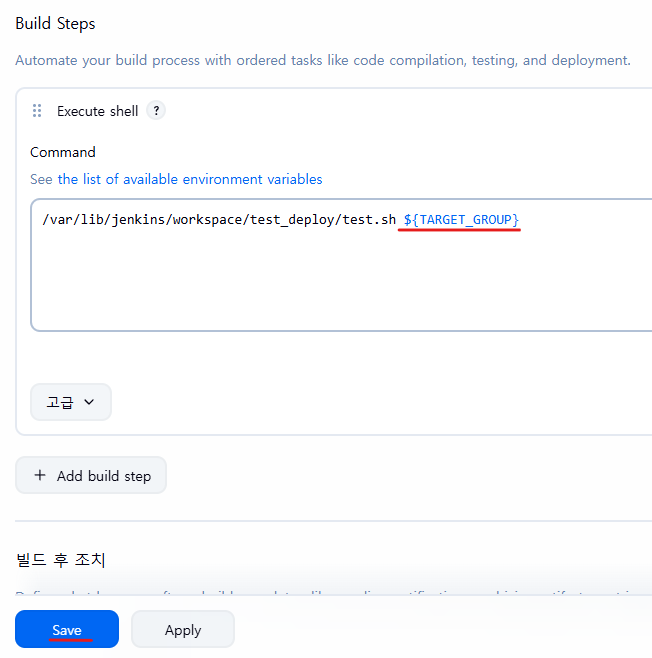 Build Steps
Automate your build process with ordered tasks like code compilation, testing, and deployment.
Execute shell ?
Command
See the list of available environment variables
/var/lib/jenkins/workspace/test_deploy/test.sh ${TARGET_GROUP}
고급
+ Add build step
빌드 후 조치
Save Apply